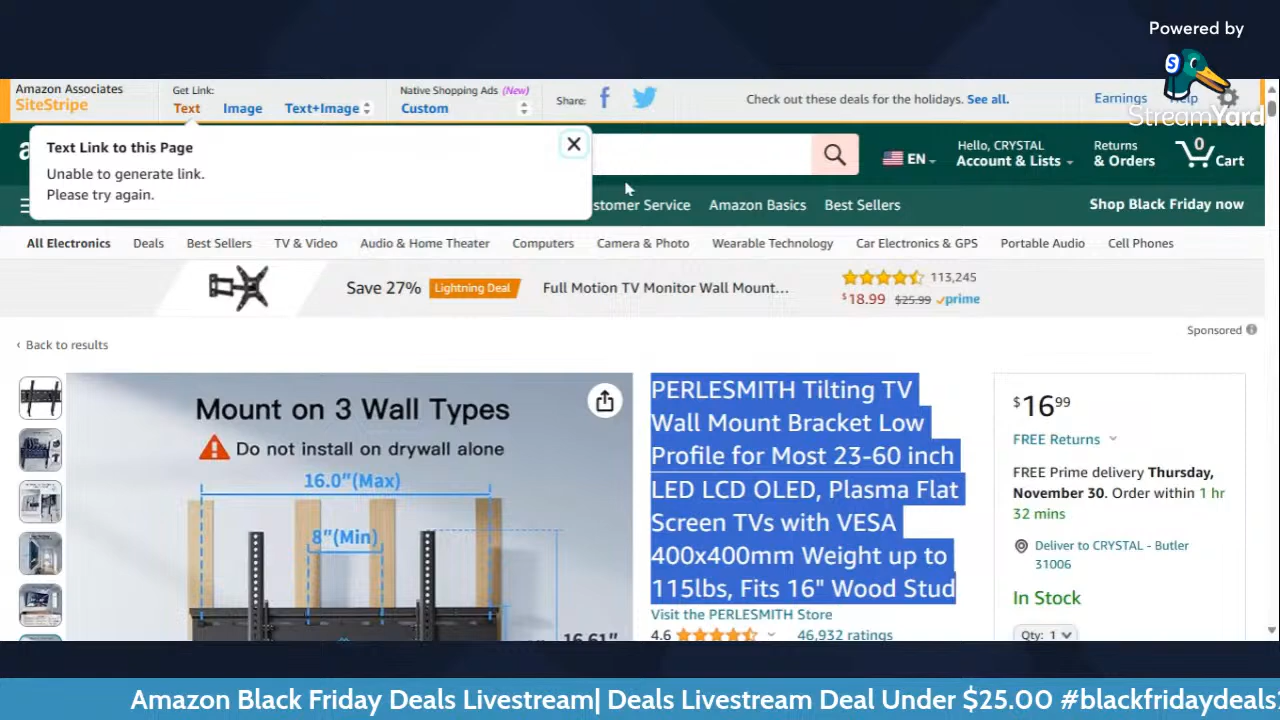 Powered by
StreamYard
Amazon Associates
SiteStripe
Get Link:
Text
Image
Text+Image
Native Shopping Ads (New)
Custom
Share:
Check out these deals for the holidays. See all.
Earnings
Help
Text Link to this Page
Unable to generate link.
Please try again.
EN
Hello, CRYSTAL
Account & Lists
Returns
& Orders
0
Cart
stomer Service
Amazon Basics
Best Sellers
Shop Black Friday now
All Electronics
Deals
Best Sellers
TV & Video
Audio & Home Theater
Computers
Camera & Photo
Wearable Technology
Car Electronics & GPS
Portable Audio
Cell Phones
Save 27%
Lightning Deal
Full Motion TV Monitor Wall Mount...
113,245
$18.99 $25.99 prime
Sponsored
‹ Back to results
Mount on 3 Wall Types
Do not install on drywall alone
16.0"(Max)
8"(Min)
16.61"
PERLESMITH Tilting TV
Wall Mount Bracket Low
Profile for Most 23-60 inch
LED LCD OLED, Plasma Flat
Screen TVs with VESA
400x400mm Weight up to
115lbs, Fits 16" Wood Stud
Visit the PERLESMITH Store
4.6
46,932 ratings
$16 99
FREE Returns
FREE Prime delivery Thursday,
November 30. Order within 1 hr
32 mins
Deliver to CRYSTAL - Butler
31006
In Stock
Qty: 1
Amazon Black Friday Deals Livestream| Deals Livestream Deal Under $25.00 #blackfridaydeals